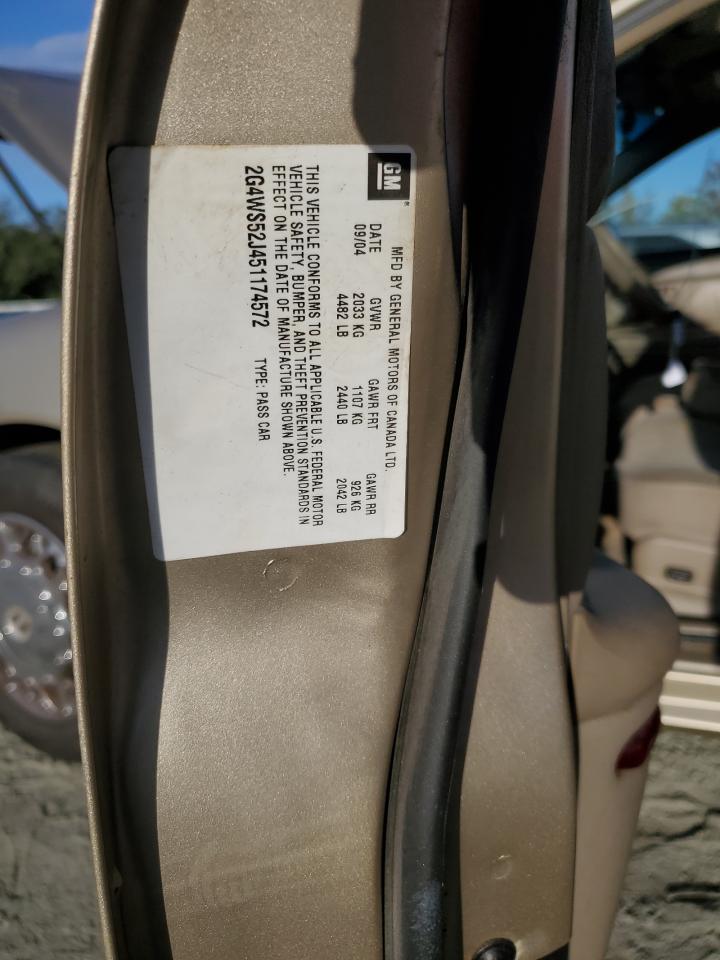 GM
MFD BY GENERAL MOTORS OF CANADA LTD.
DATE GVWR GAWR FRT GAWR RR
09/04 2033 KG 1107 KG 926 KG
4482 LB 2440 LB 2042 LB
THIS VEHICLE CONFORMS TO ALL APPLICABLE U.S. FEDERAL MOTOR
VEHICLE SAFETY, BUMPER, AND THEFT PREVENTION STANDARDS IN
EFFECT ON THE DATE OF MANUFACTURE SHOWN ABOVE.
2G4WS52J451174572 TYPE: PASS CAR